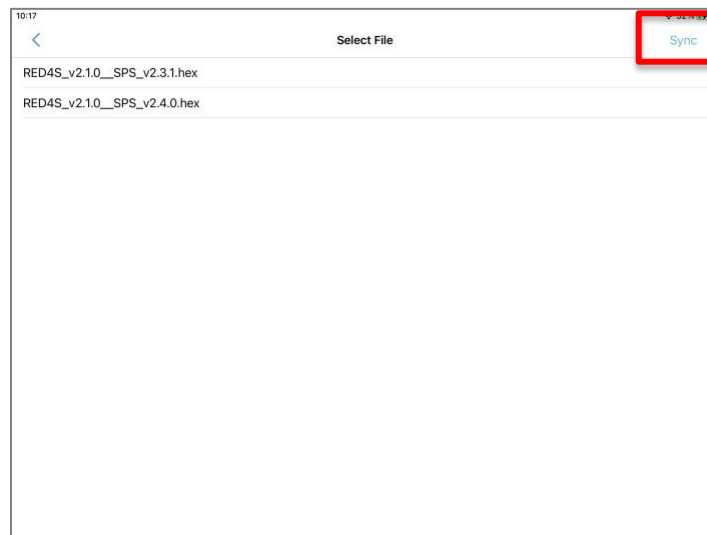 10:17
Select File
Sync
RED4S_v2.1.0__SPS_v2.3.1.hex
RED4S_v2.1.0__SPS_v2.4.0.hex